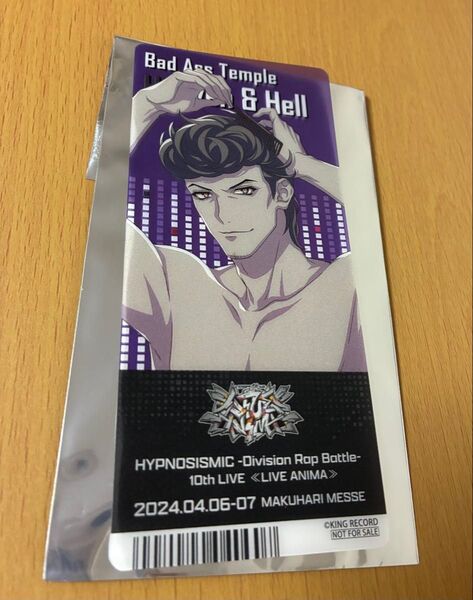 Bad Ass Temple
& Hell
HYPNOSISMIC -Division Rap Battle-
10th LIVE 《LIVE ANIMA》
2024.04.06-07 MAKUHARI MESSE
©KING RECORD
NOT FOR SALE